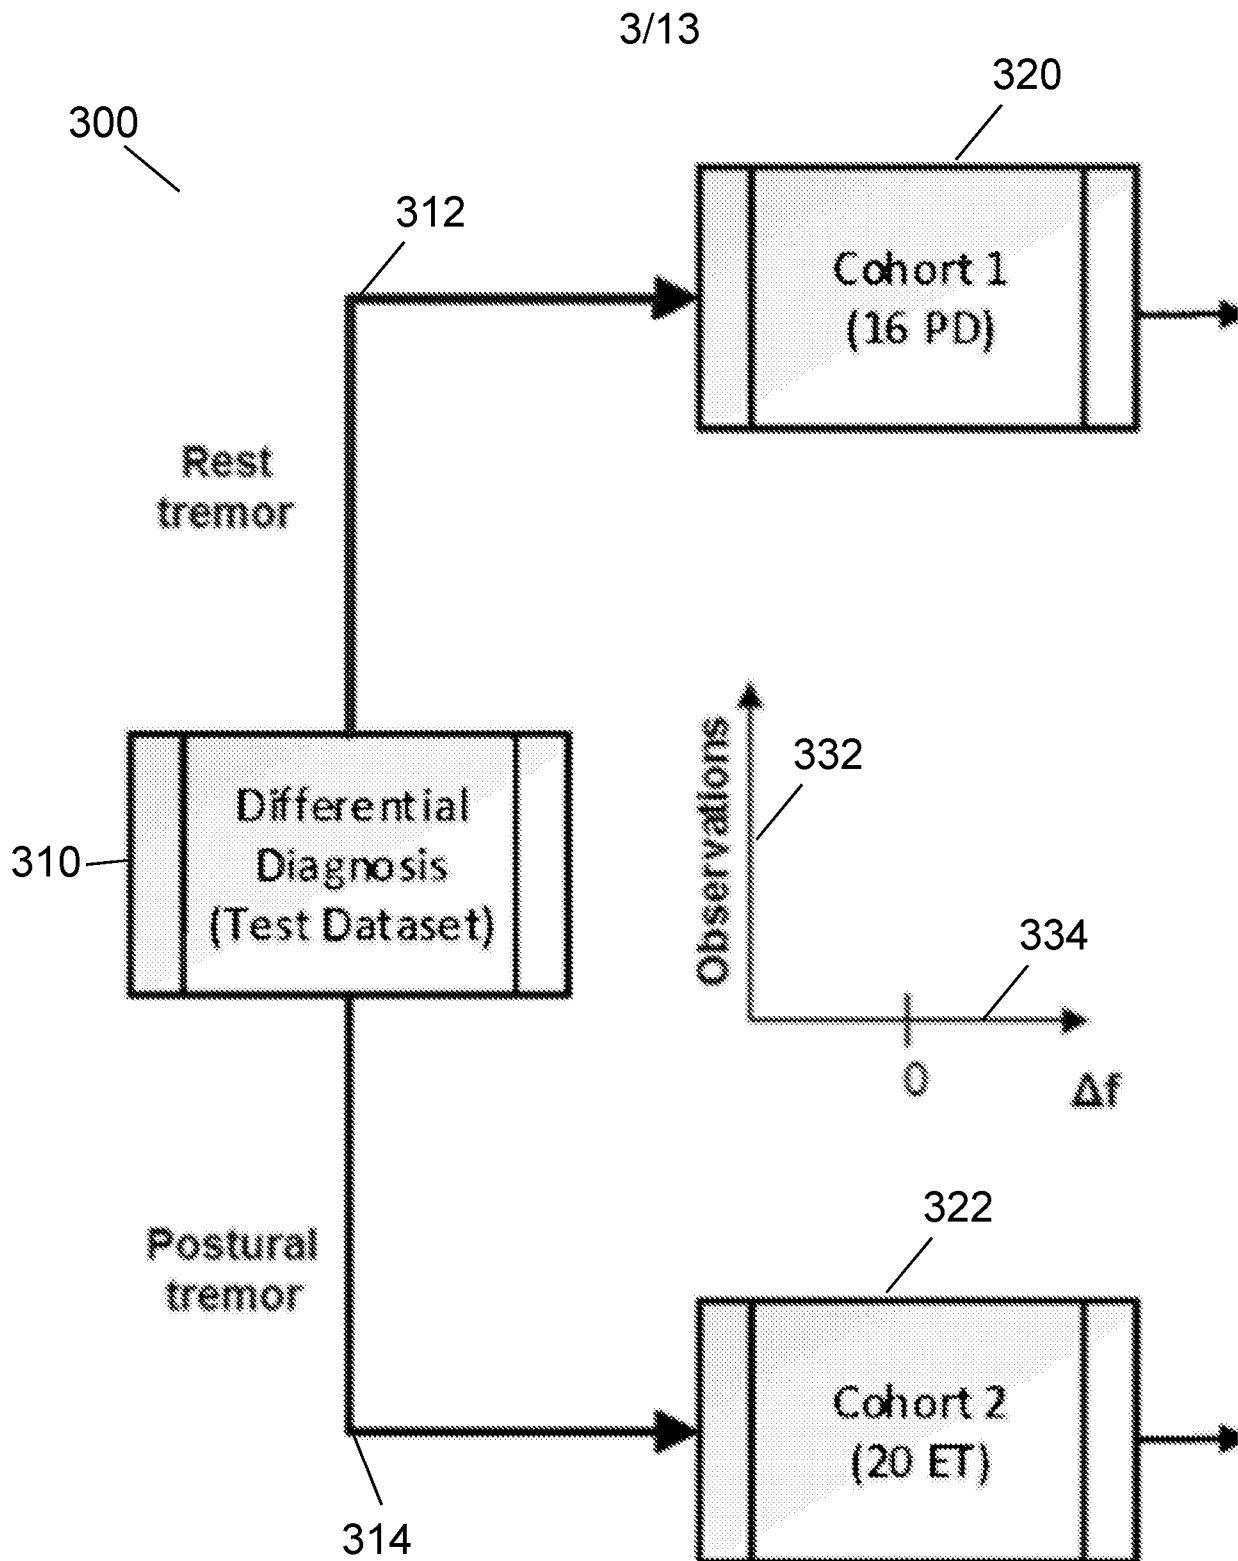 3/13
300
320
312
Cohort 1
(16 PD)
Rest
tremor
310
Differential
Diagnosis
(Test Dataset)
Observations
332
334
0
Δf
Postural
tremor
322
Cohort 2
(20 ET)
314